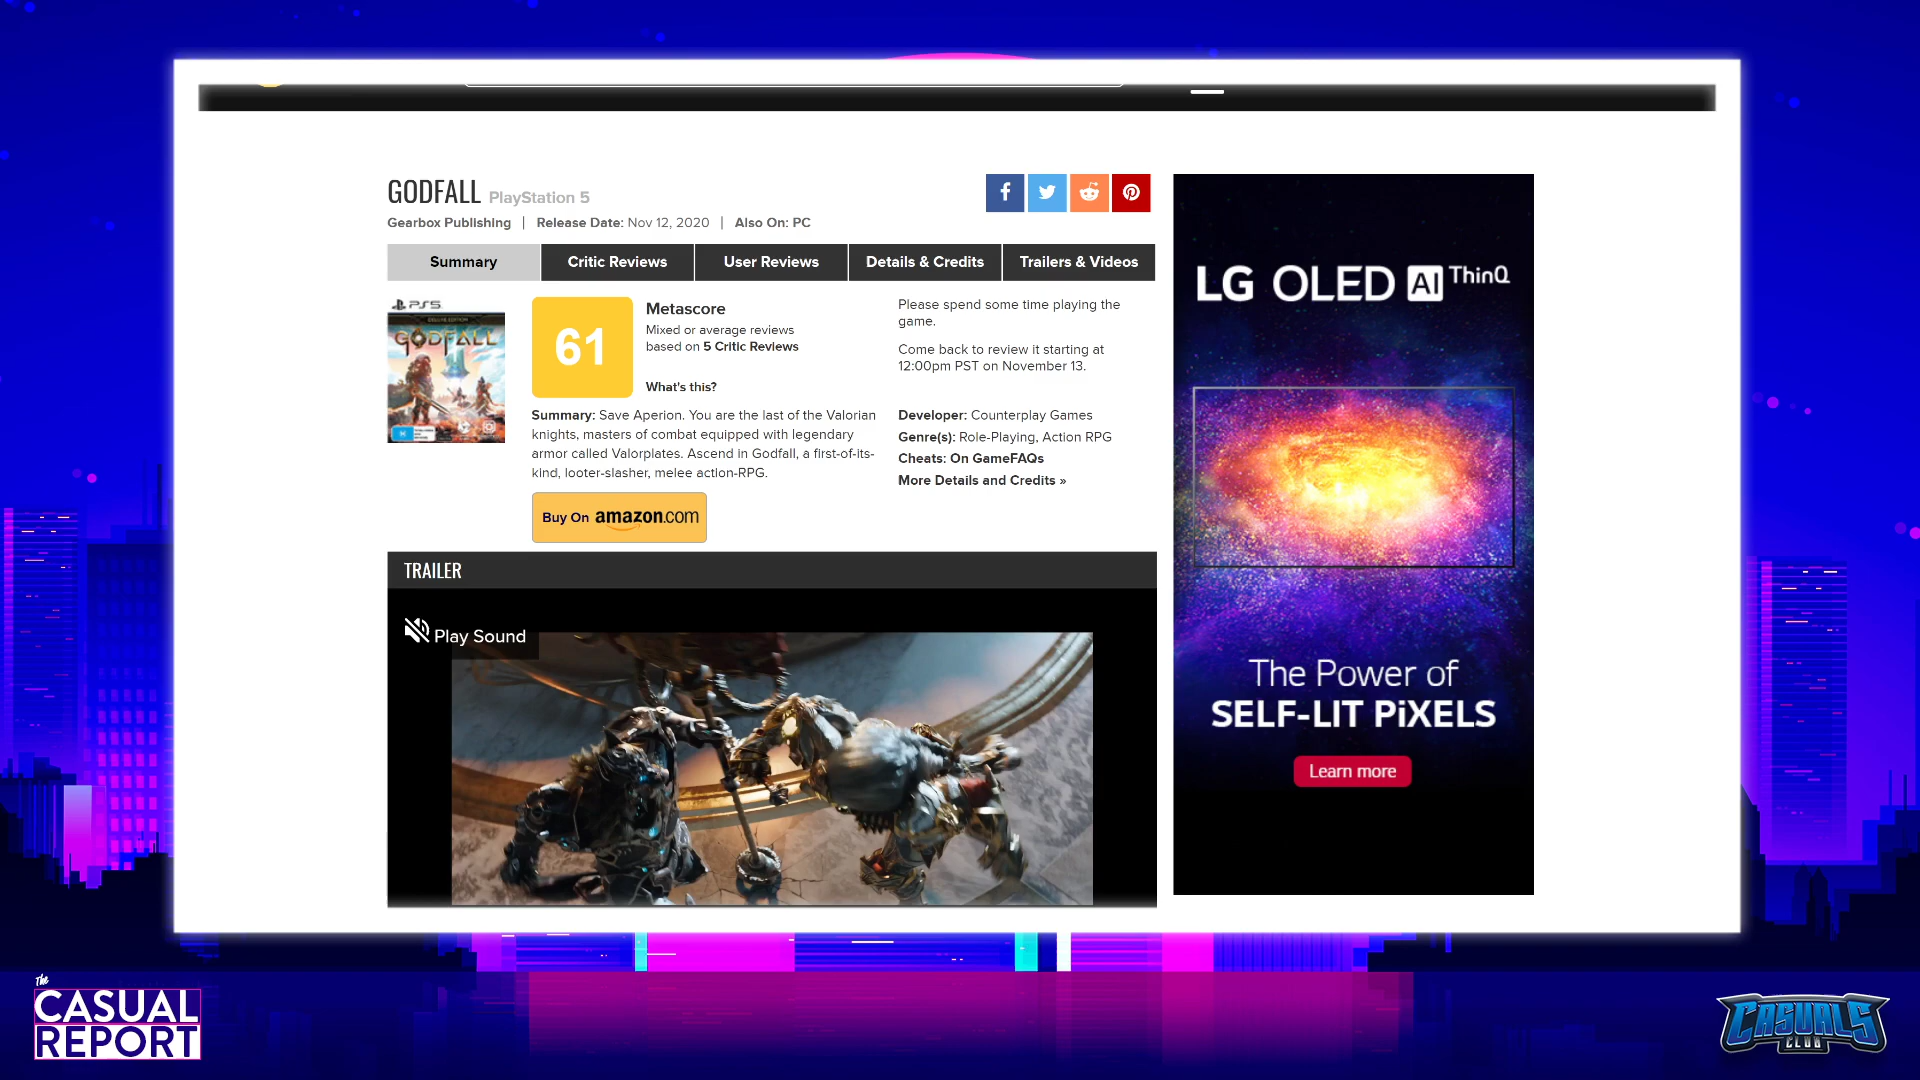 GODFALL PlayStation 5
Gearbox Publishing | Release Date: Nov 12, 2020 | Also On: PC
Summary Critic Reviews User Reviews Details & Credits Trailers & Videos
PS5
DELUXE EDITION
GODFALL
61
Metascore
Mixed or average reviews
based on 5 Critic Reviews
What's this?
Please spend some time playing the
game.
Come back to review it starting at
12:00pm PST on November 13.
Summary: Save Aperion. You are the last of the Valorian
knights, masters of combat equipped with legendary
armor called Valorplates. Ascend in Godfall, a first-of-its-
kind, looter-slasher, melee action-RPG.
Developer: Counterplay Games
Genre(s): Role-Playing, Action RPG
Cheats: On GameFAQs
More Details and Credits »
Buy On amazon.com
TRAILER
Play Sound
LG OLED AI ThinQ
The Power of
SELF-LIT PiXELS
Learn more
The
CASUAL
REPORT
CASUALS
CLUB